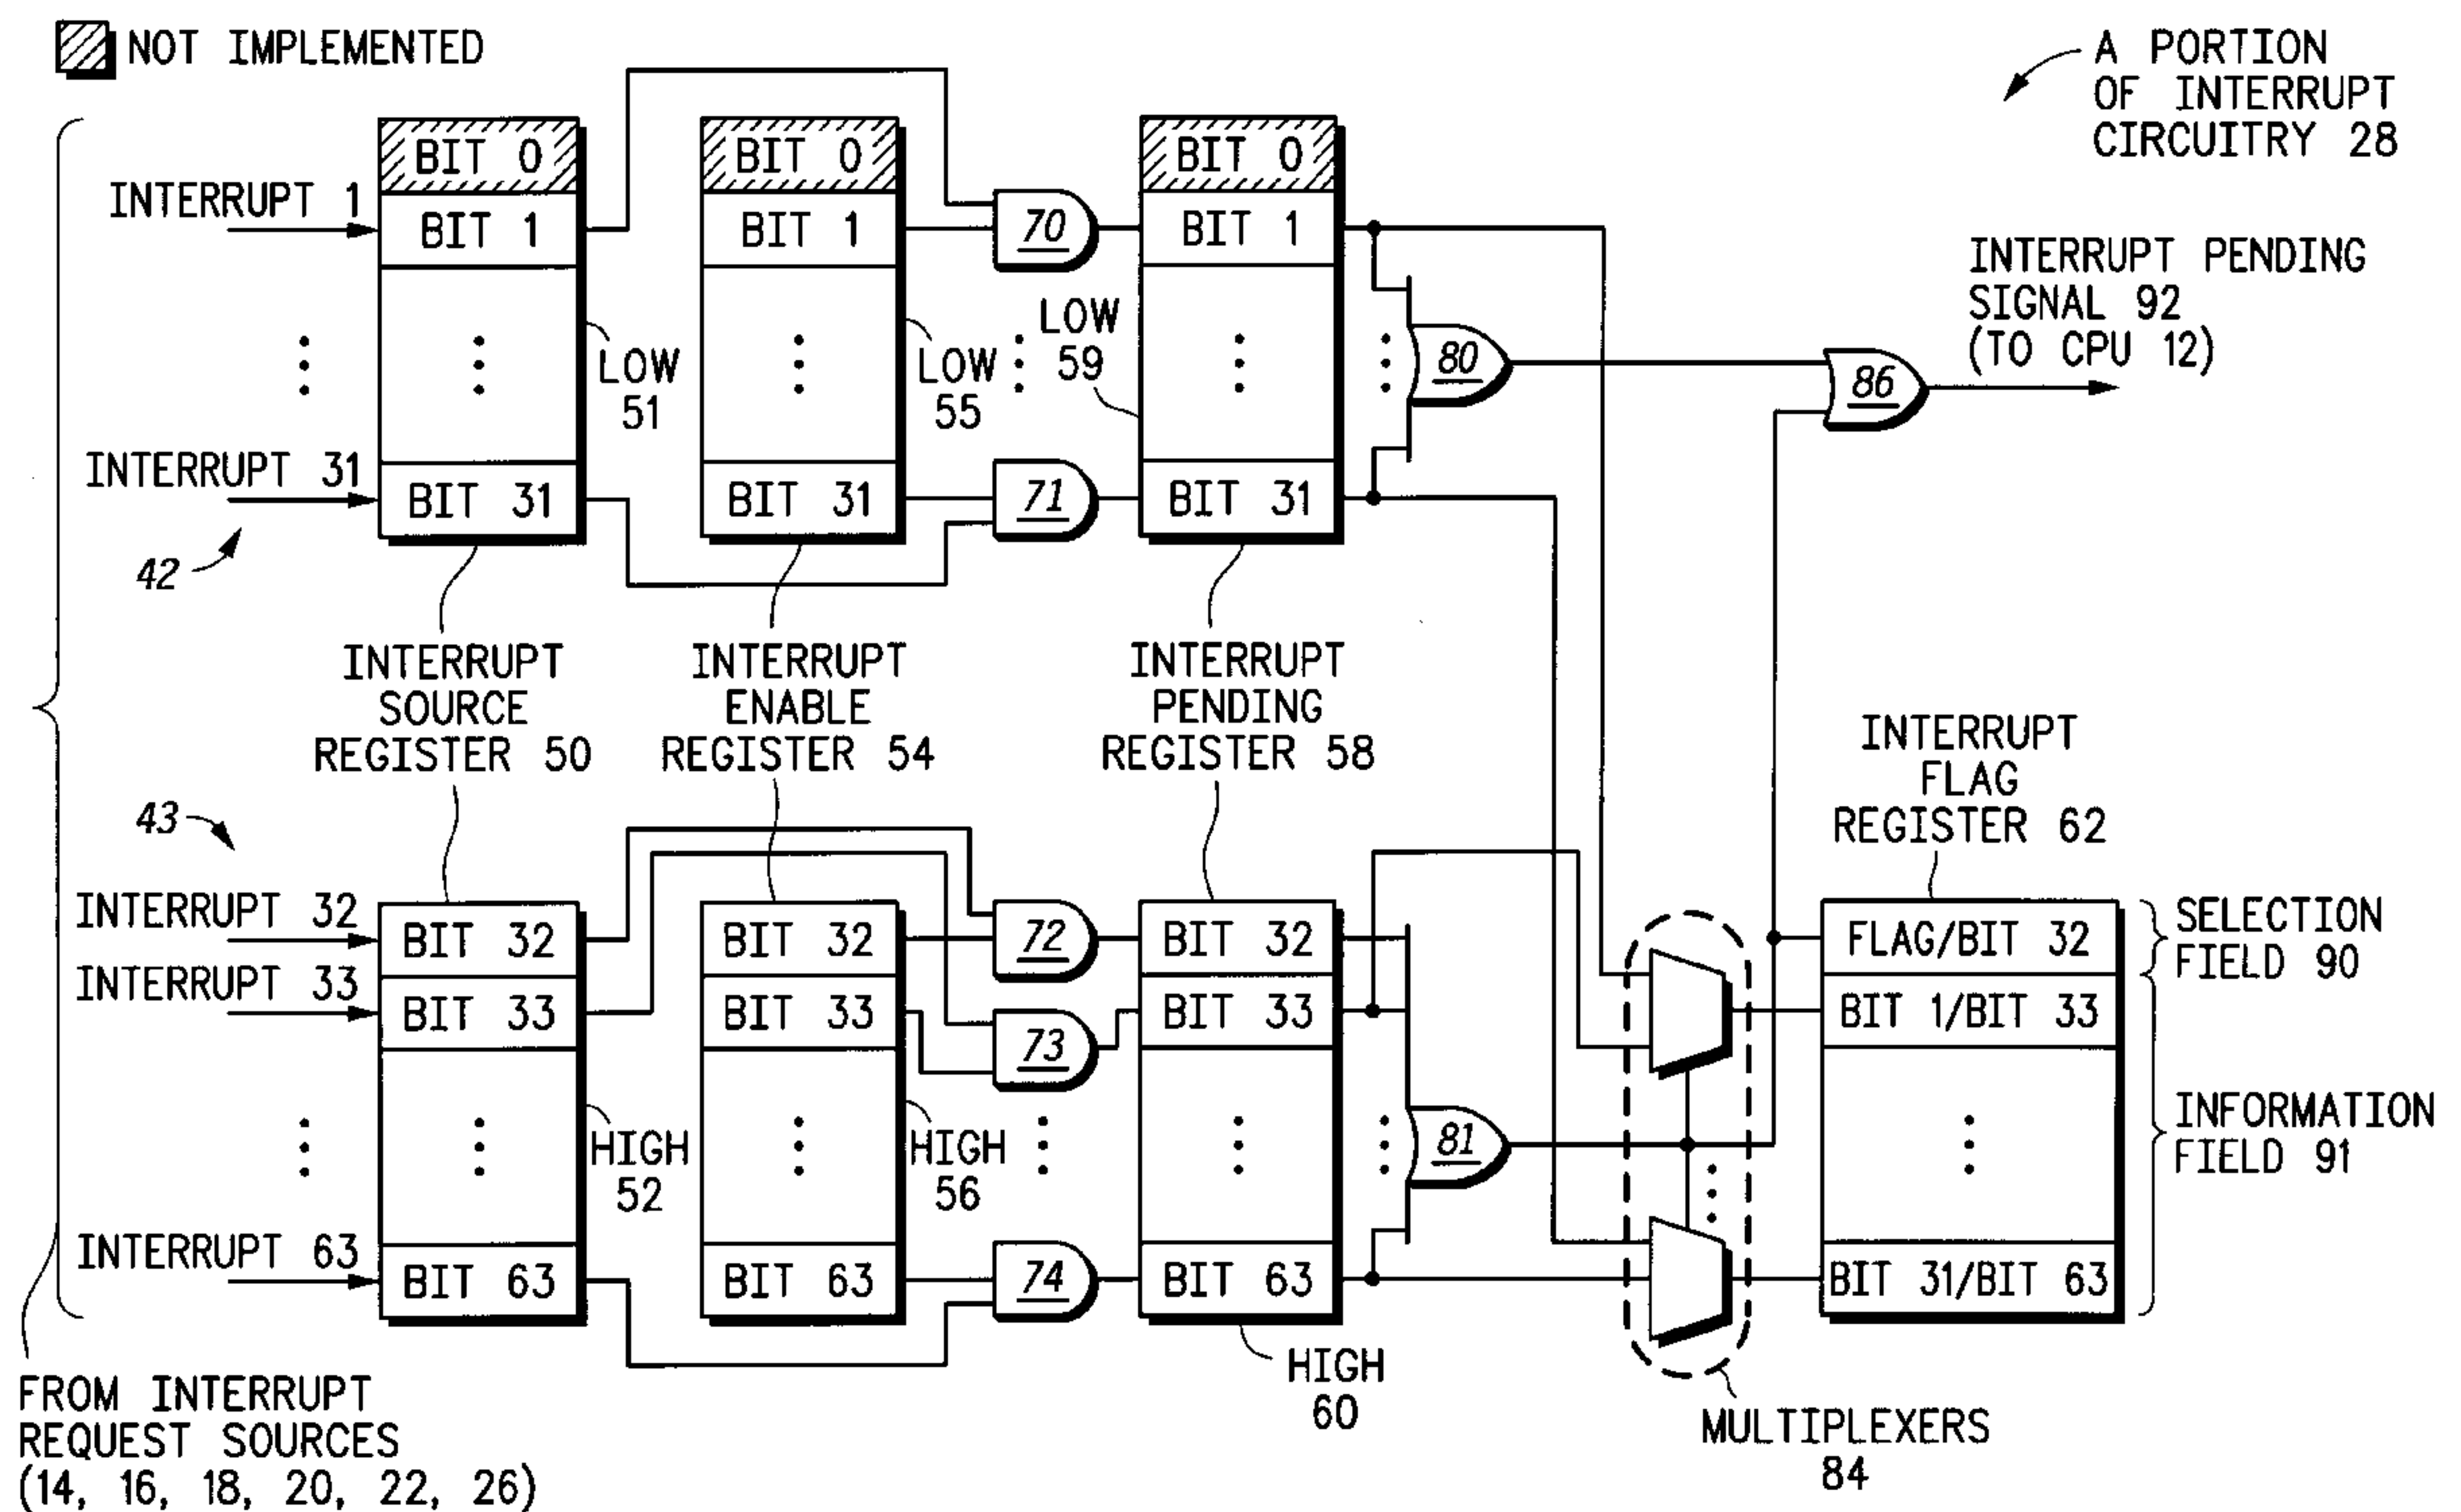 NOT IMPLEMENTED
A PORTION
OF INTERRUPT
CIRCUITRY 28
BIT 0
BIT 0
BIT 0
INTERRUPT 1
BIT 1
BIT 1
70
BIT 1
INTERRUPT PENDING
SIGNAL 92
(TO CPU 12)
LOW
51
LOW
55
LOW
59
80
86
INTERRUPT 31
BIT 31
BIT 31
71
BIT 31
42
INTERRUPT
SOURCE
REGISTER 50
INTERRUPT
ENABLE
REGISTER 54
INTERRUPT
PENDING
REGISTER 58
INTERRUPT
FLAG
REGISTER 62
43
INTERRUPT 32
BIT 32
BIT 32
72
BIT 32
FLAG/BIT 32
SELECTION
FIELD 90
INTERRUPT 33
BIT 33
BIT 33
73
BIT 33
BIT 1/BIT 33
HIGH
52
HIGH
56
81
INFORMATION
FIELD 91
INTERRUPT 63
BIT 63
BIT 63
74
BIT 63
BIT 31/BIT 63
HIGH
60
MULTIPLEXERS
84
FROM INTERRUPT
REQUEST SOURCES
(14, 16, 18, 20, 22, 26)